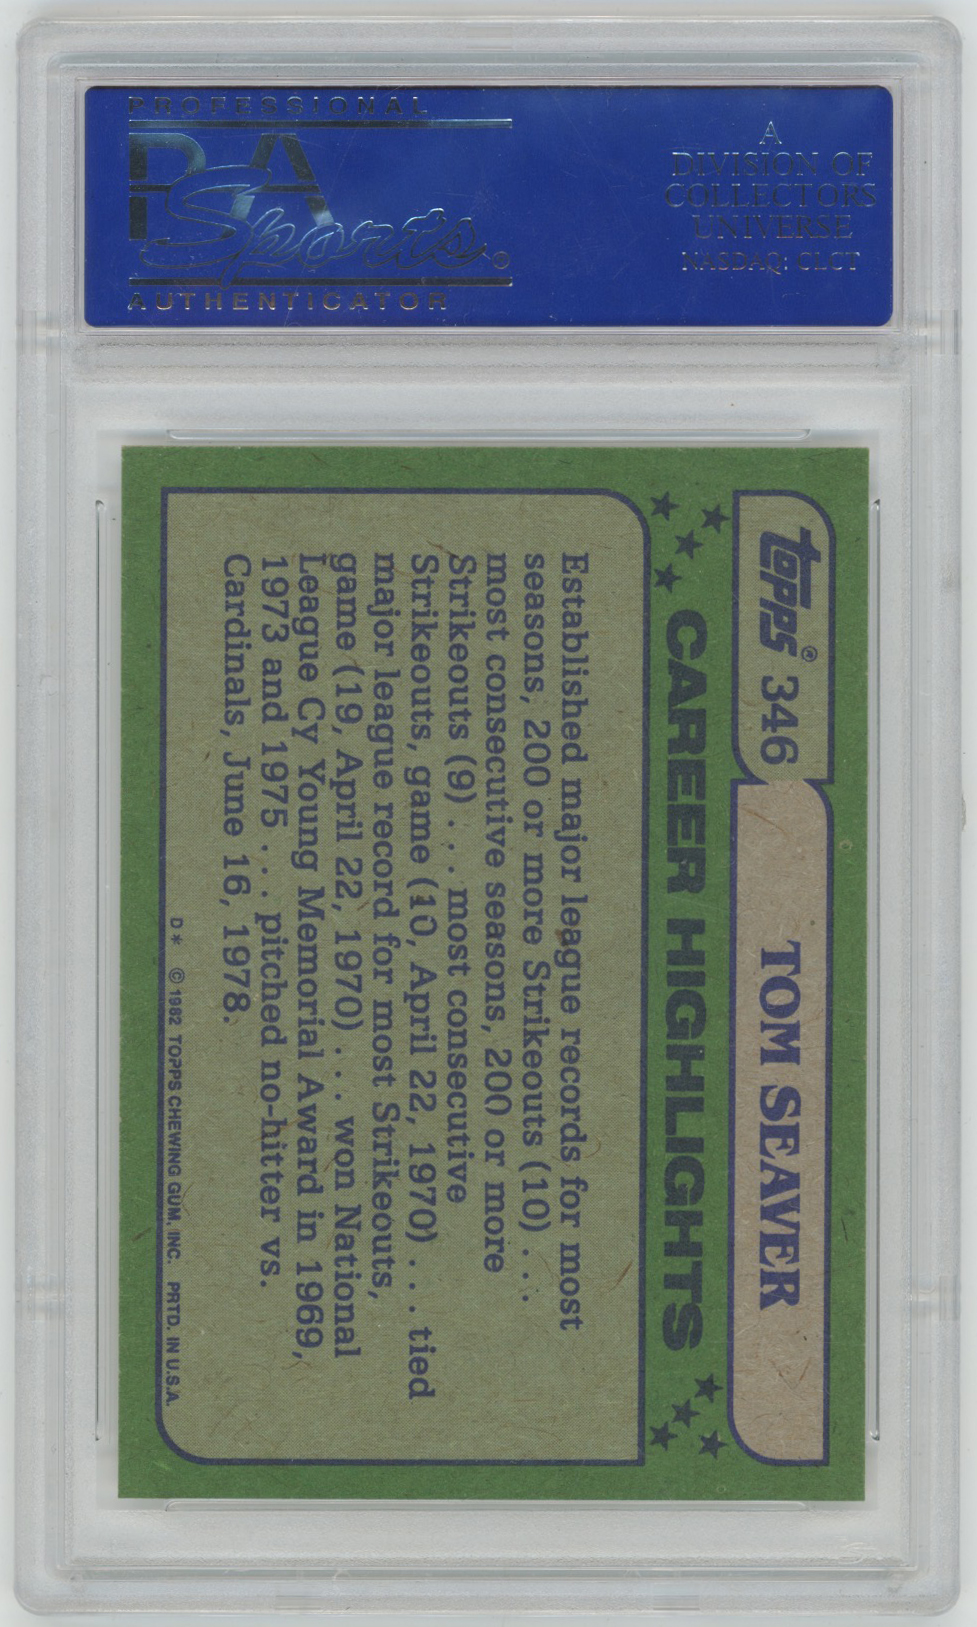 PROFESSIONAL
PSA
Sports®
AUTHENTICATOR
A
DIVISION OF
COLLECTORS
UNIVERSE
NASDAQ: CLCT
topps® 346
TOM SEAVER
CAREER HIGHLIGHTS
Established major league records for most
seasons, 200 or more Strikeouts (10) . . .
most consecutive seasons, 200 or more
Strikeouts (9) . . . most consecutive
Strikeouts, game (10, April 22, 1970) . . . tied
major league record for most Strikeouts,
game (19, April 22, 1970) . . . won National
League Cy Young Memorial Award in 1969,
1973 and 1975 . . . pitched no-hitter vs.
Cardinals, June 16, 1978.
D* © 1982 TOPPS CHEWING GUM, INC. PRTD. IN U.S.A.